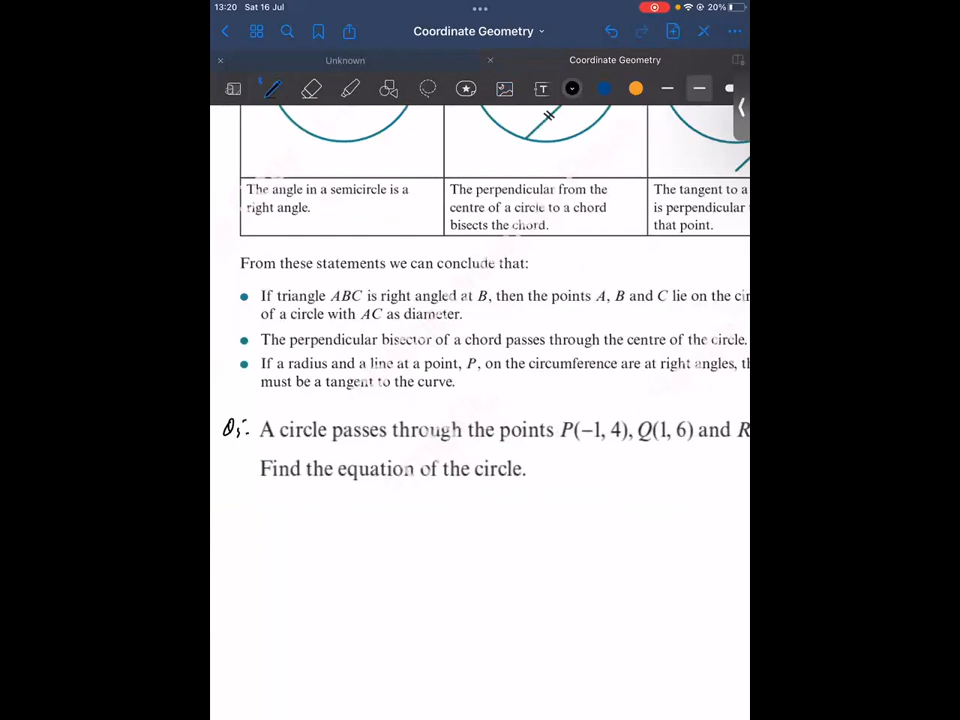 13:20 Sat 16 Jul 20%
Coordinate Geometry
Unknown Coordinate Geometry
The angle in a semicircle is a
right angle.
The perpendicular from the
centre of a circle to a chord
bisects the chord.
The tangent to a
is perpendicular
that point.
From these statements we can conclude that:
If triangle ABC is right angled at B, then the points A, B and C lie on the cir
of a circle with AC as diameter.
The perpendicular bisector of a chord passes through the centre of the circle.
If a radius and a line at a point, P, on the circumference are at right angles, th
must be a tangent to the curve.
A circle passes through the points P(−1, 4), Q(1, 6) and R
Find the equation of the circle.